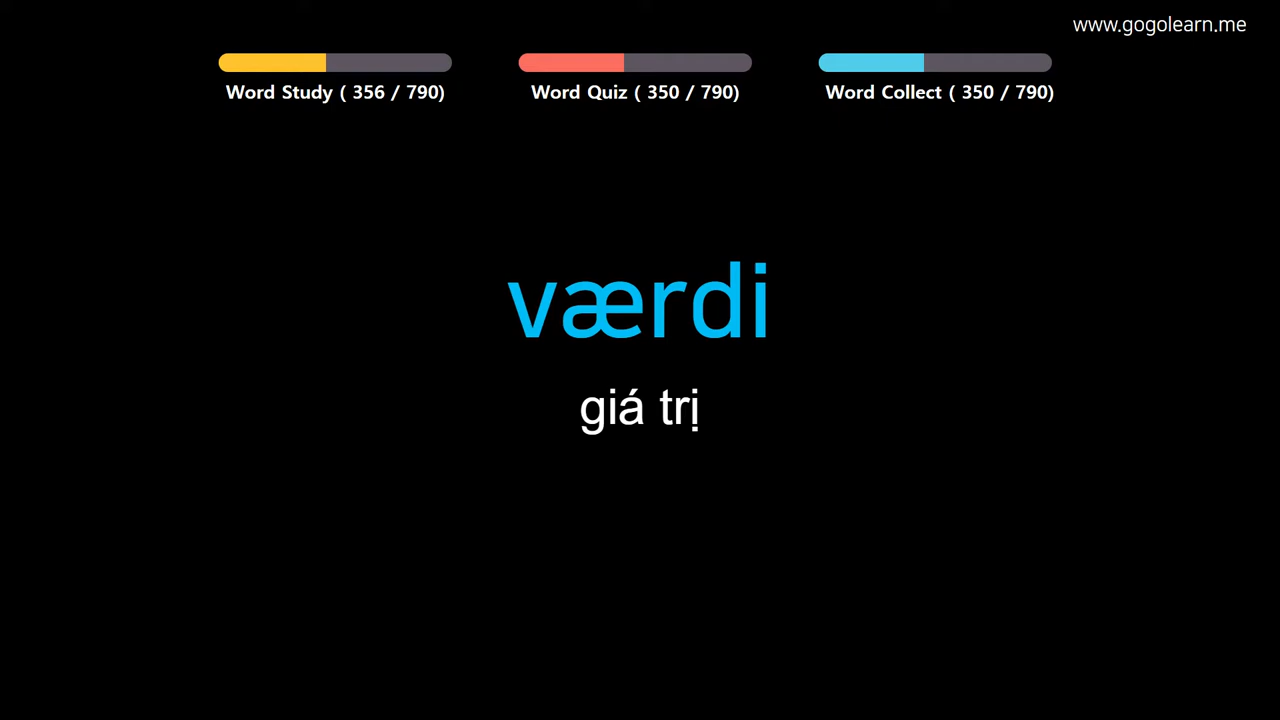 www.gogolearn.me
Word Study ( 356 / 790)
Word Quiz ( 350 / 790)
Word Collect ( 350 / 790)
værdi
giá trị